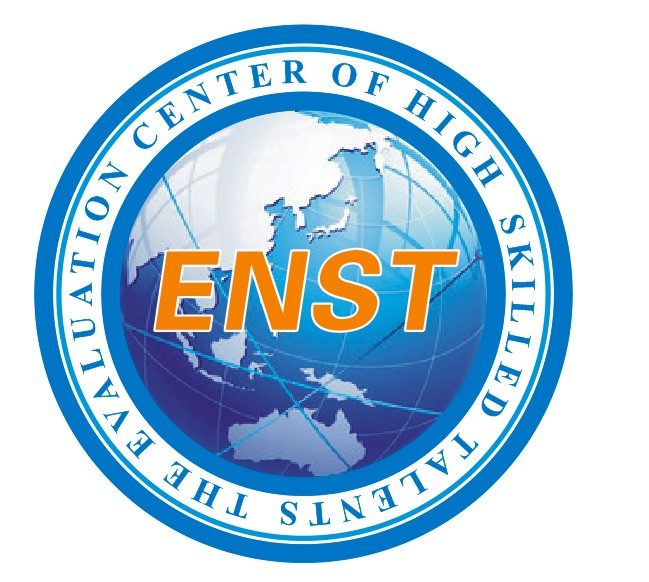 THE EVALUATION CENTER OF HIGH SKILLED TALENTS
ENST